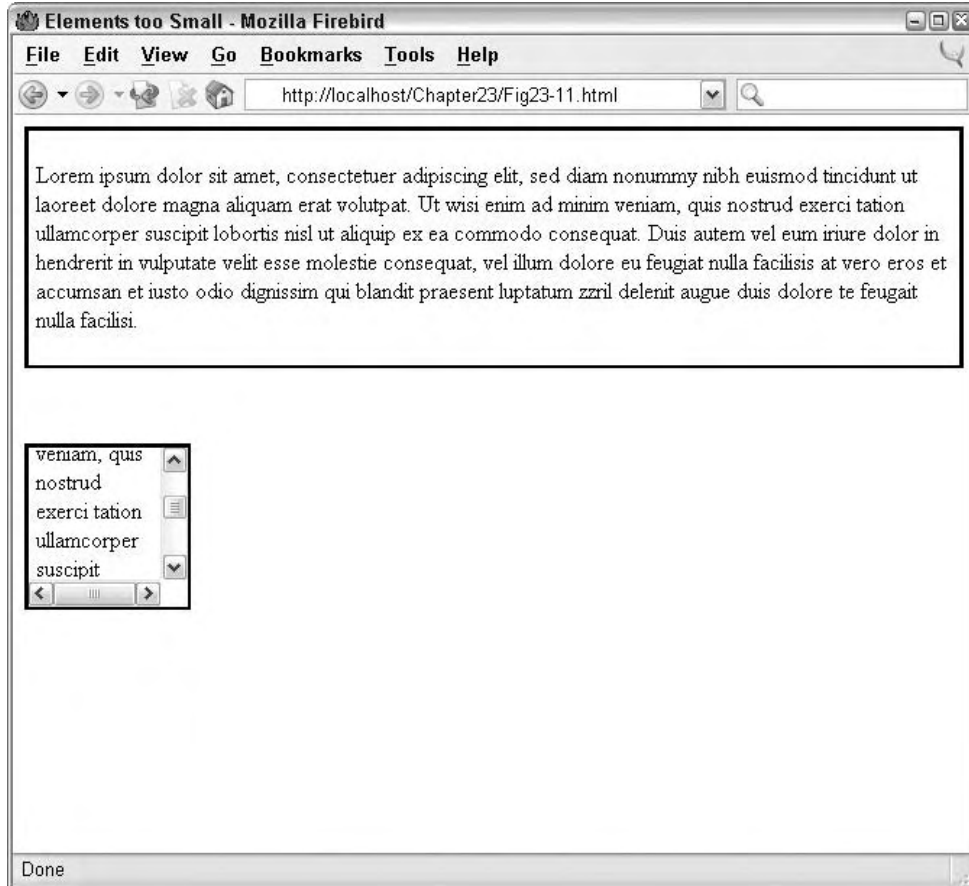 Elements too Small - Mozilla Firebird
File Edit View Go Bookmarks Tools Help
http://localhost/Chapter23/Fig23-11.html
Lorem ipsum dolor sit amet, consectetuer adipiscing elit, sed diam nonummy nibh euismod tincidunt ut
laoreet dolore magna aliquam erat volutpat. Ut wisi enim ad minim veniam, quis nostrud exerci tation
ullamcorper suscipit lobortis nisl ut aliquip ex ea commodo consequat. Duis autem vel eum iriure dolor in
hendrerit in vulputate velit esse molestie consequat, vel illum dolore eu feugiat nulla facilisis at vero eros et
accumsan et iusto odio dignissim qui blandit praesent luptatum zzril delenit augue duis dolore te feugait
nulla facilisi.
veniam, quis
nostrud
exerci tation
ullamcorper
suscipit
Done